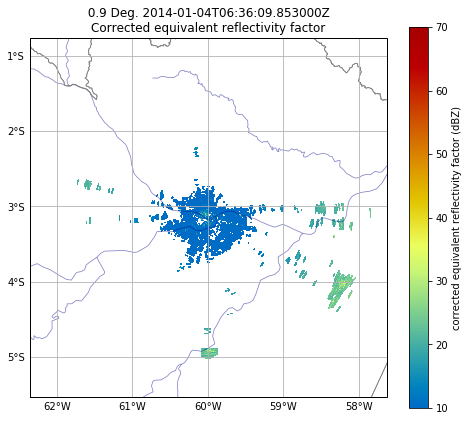 0.9 Deg. 2014-01-04T06:36:09.853000Z
Corrected equivalent reflectivity factor
1°S
2°S
3°S
4°S
5°S
62°W
61°W
60°W
59°W
58°W
70
60
50
40
30
20
10
corrected equivalent reflectivity factor (dBZ)